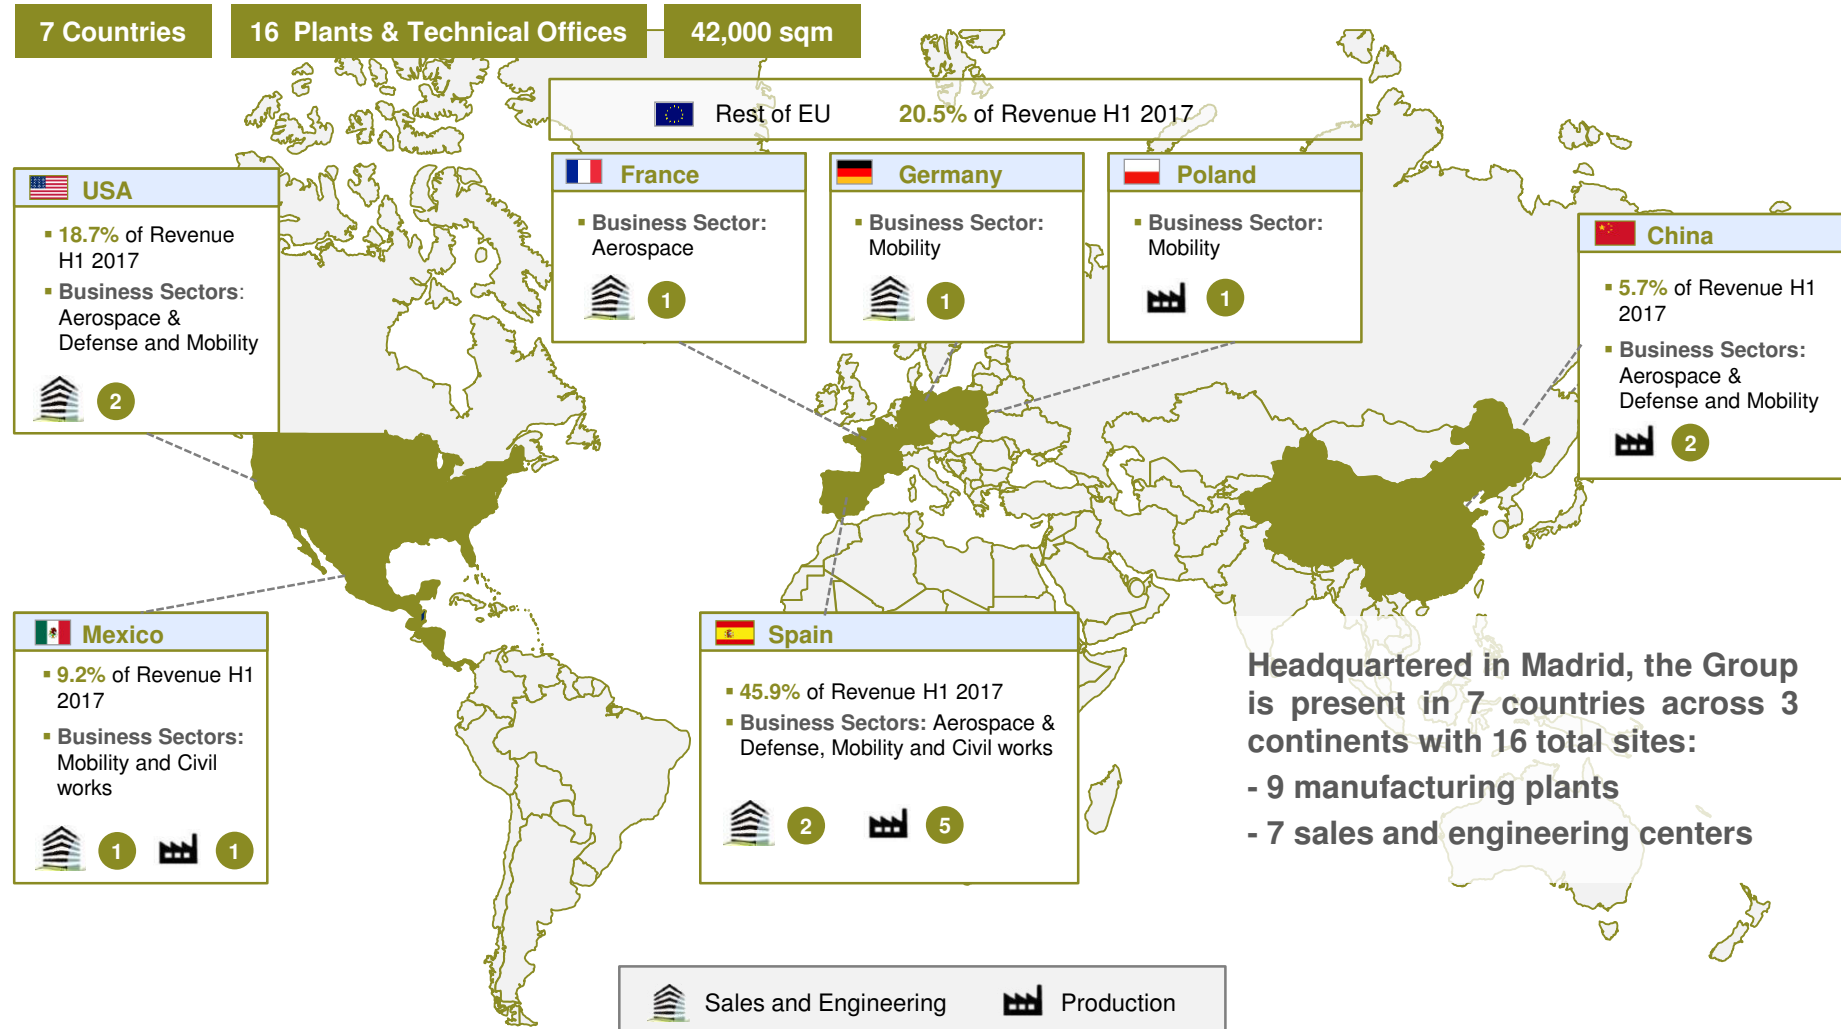 7 Countries
16 Plants & Technical Offices
42,000 sqm
Rest of EU 20.5% of Revenue H1 2017
USA
▪ 18.7% of Revenue
H1 2017
▪ Business Sectors:
Aerospace &
Defense and Mobility
2
France
▪ Business Sector:
Aerospace
1
Germany
▪ Business Sector:
Mobility
1
Poland
▪ Business Sector:
Mobility
1
China
▪ 5.7% of Revenue H1
2017
▪ Business Sectors:
Aerospace &
Defense and Mobility
2
Mexico
▪ 9.2% of Revenue H1
2017
▪ Business Sectors:
Mobility and Civil
works
1 1
Spain
▪ 45.9% of Revenue H1 2017
▪ Business Sectors: Aerospace &
Defense, Mobility and Civil works
2 5
Headquartered in Madrid, the Group
is present in 7 countries across 3
continents with 16 total sites:
- 9 manufacturing plants
- 7 sales and engineering centers
Sales and Engineering Production